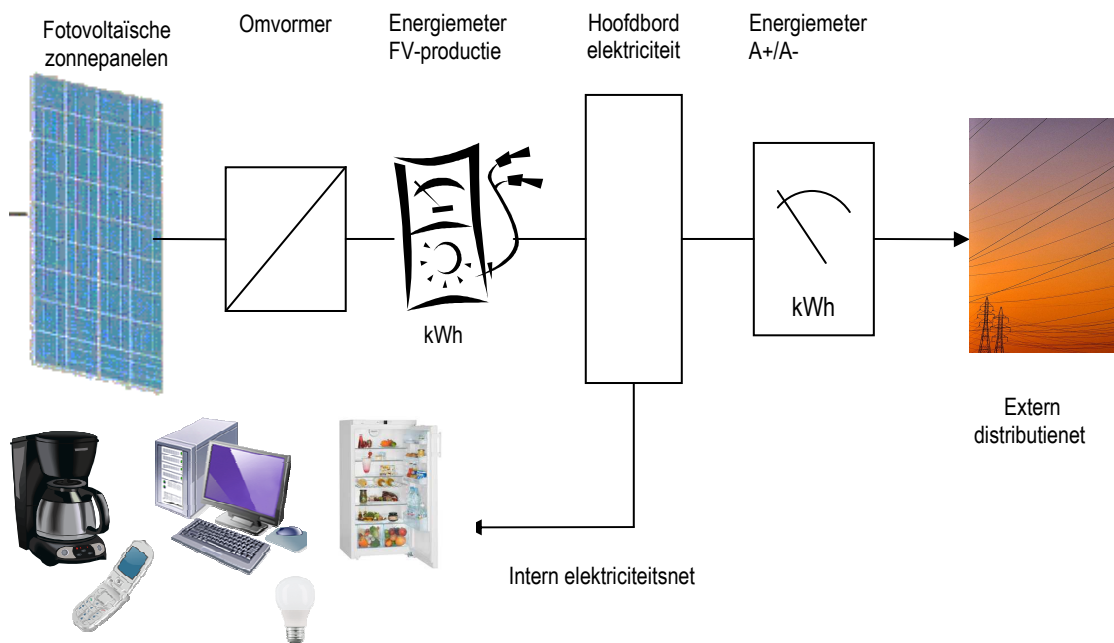 Fotovoltaïsche
zonnepanelen
Omvormer
Energiemeter
FV-productie
Hoofdbord
elektriciteit
Energiemeter
A+/A-
kWh
kWh
Extern
distributienet
Intern elektriciteitsnet